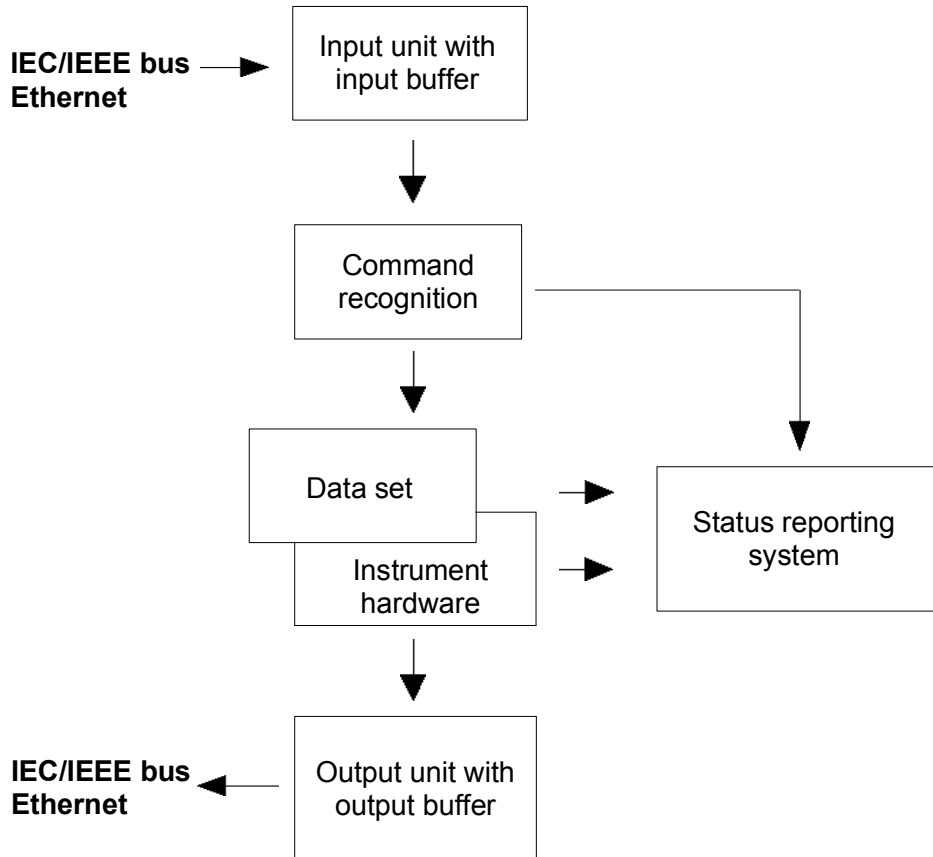 Input unit with
input buffer
IEC/IEEE bus
Ethernet
Command
recognition
Data set
Instrument
hardware
Status reporting
system
Output unit with
output buffer
IEC/IEEE bus
Ethernet